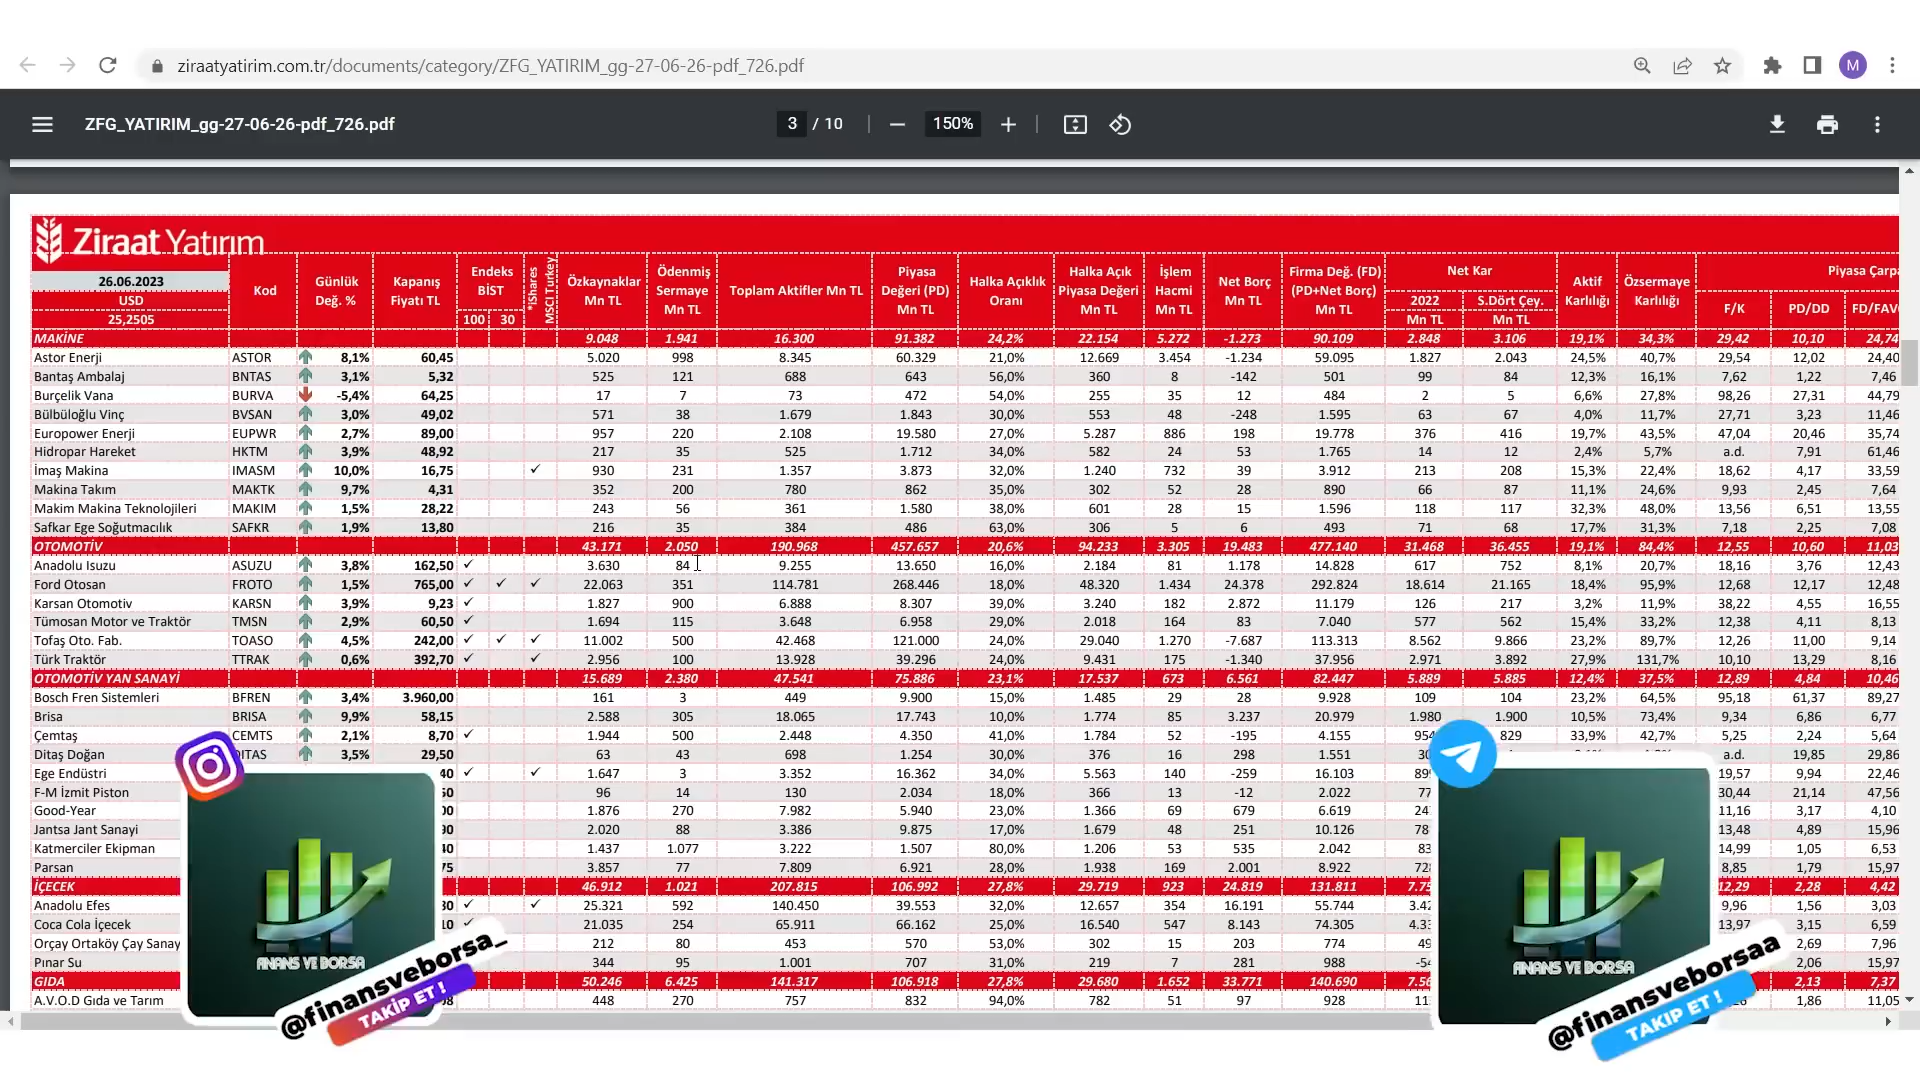 ziraatyatirim.com.tr/documents/category/ZFG_YATIRIM_gg-27-06-26-pdf_726.pdf
M
ZFG_YATIRIM_gg-27-06-26-pdf_726.pdf
3 / 10
150%
Ziraat Yatırım
26.06.2023
USD
25,2505
Kod
Günlük Değ. %
Kapanış Fiyatı TL
Endeks BİST
100 30
*iShares MSCI Turkey
Özkaynaklar Mn TL
Ödenmiş Sermaye Mn TL
Toplam Aktifler Mn TL
Piyasa Değeri (PD) Mn TL
Halka Açıklık Oranı
Halka Açık Piyasa Değeri Mn TL
İşlem Hacmi Mn TL
Net Borç Mn TL
Firma Değ. (FD) (PD+Net Borç) Mn TL
Net Kar
2022 Mn TL
S.Dört Çey. Mn TL
Aktif Karlılığı
Özsermaye Karlılığı
Piyasa Çarpa
F/K PD/DD FD/FAV
MAKİNE 9.048 1.941 16.300 91.382 24,2% 22.154 5.272 -1.273 90.109 2.848 3.106 19,1% 34,3% 29,42 10,10 24,74
Astor Enerji ASTOR 8,1% 60,45 5.020 998 8.345 60.329 21,0% 12.669 3.454 -1.234 59.095 1.827 2.043 24,5% 40,7% 29,54 12,02 24,40
Bantaş Ambalaj BNTAS 3,1% 5,32 525 121 688 643 56,0% 360 8 -142 501 99 84 12,3% 16,1% 7,62 1,22 7,46
Burçelik Vana BURVA -5,4% 64,25 17 7 73 472 54,0% 255 35 12 484 2 5 6,6% 27,8% 98,26 27,31 44,79
Bülbüloğlu Vinç BVSAN 3,0% 49,02 571 38 1.679 1.843 30,0% 553 48 -248 1.595 63 67 4,0% 11,7% 27,71 3,23 11,46
Europower Enerji EUPWR 2,7% 89,00 957 220 2.108 19.580 27,0% 5.287 886 198 19.778 376 416 19,7% 43,5% 47,04 20,46 35,74
Hidropar Hareket HKTM 3,9% 48,92 217 35 525 1.712 34,0% 582 24 53 1.765 14 12 2,4% 5,7% a.d. 7,91 61,46
İmaş Makina IMASM 10,0% 16,75 ✓ 930 231 1.357 3.873 32,0% 1.240 732 39 3.912 213 208 15,3% 22,4% 18,62 4,17 33,59
Makina Takım MAKTK 9,7% 4,31 352 200 780 862 35,0% 302 52 28 890 66 87 11,1% 24,6% 9,93 2,45 7,64
Makim Makina Teknolojileri MAKIM 1,5% 28,22 243 56 361 1.580 38,0% 601 28 15 1.596 118 117 32,3% 48,0% 13,56 6,51 13,55
Safkar Ege Soğutmacılık SAFKR 1,9% 13,80 216 35 384 486 63,0% 306 5 6 493 71 68 17,7% 31,3% 7,18 2,25 7,08
OTOMOTİV 43.171 2.050 190.968 457.657 20,6% 94.233 3.305 19.483 477.140 31.468 36.455 19,1% 84,4% 12,55 10,60 11,03
Anadolu Isuzu ASUZU 3,8% 162,50 ✓ 3.630 84 9.255 13.650 16,0% 2.184 81 1.178 14.828 617 752 8,1% 20,7% 18,16 3,76 12,43
Ford Otosan FROTO 1,5% 765,00 ✓ ✓ ✓ 22.063 351 114.781 268.446 18,0% 48.320 1.434 24.378 292.824 18.614 21.165 18,4% 95,9% 12,68 12,17 12,48
Karsan Otomotiv KARSN 3,9% 9,23 ✓ 1.827 900 6.888 8.307 39,0% 3.240 182 2.872 11.179 126 217 3,2% 11,9% 38,22 4,55 16,55
Tümosan Motor ve Traktör TMSN 2,9% 60,50 ✓ 1.694 115 3.648 6.958 29,0% 2.018 164 83 7.040 577 562 15,4% 33,2% 12,38 4,11 8,13
Tofaş Oto. Fab. TOASO 4,5% 242,00 ✓ ✓ ✓ 11.002 500 42.468 121.000 24,0% 29.040 1.270 -7.687 113.313 8.562 9.866 23,2% 89,7% 12,26 11,00 9,14
Türk Traktör TTRAK 0,6% 392,70 ✓ ✓ 2.956 100 13.928 39.296 24,0% 9.431 175 -1.340 37.956 2.971 3.892 27,9% 131,7% 10,10 13,29 8,16
OTOMOTİV YAN SANAYİ 15.689 2.380 47.541 75.886 23,1% 17.537 673 6.561 82.447 5.889 5.885 12,4% 37,5% 12,89 4,84 10,46
Bosch Fren Sistemleri BFREN 3,4% 3.960,00 161 3 449 9.900 15,0% 1.485 29 28 9.928 109 104 23,2% 64,5% 95,18 61,37 89,27
Brisa BRISA 9,9% 58,15 2.588 305 18.065 17.743 10,0% 1.774 85 3.237 20.979 1.980 1.900 10,5% 73,4% 9,34 6,86 6,77
Çemtaş CEMTS 2,1% 8,70 ✓ 1.944 500 2.448 4.350 41,0% 1.784 52 -195 4.155 954 829 33,9% 42,7% 5,25 2,24 5,64
Ditaş Doğan DITAS 3,5% 29,50 63 43 698 1.254 30,0% 376 16 298 1.551 30 a.d. 19,85 29,86
Ege Endüstri 40 ✓ ✓ 1.647 3 3.352 16.362 34,0% 5.563 140 -259 16.103 89 19,57 9,94 22,46
F-M İzmit Piston 50 96 14 130 2.034 18,0% 366 13 -12 2.022 77 30,44 21,14 47,56
Good-Year 00 1.876 270 7.982 5.940 23,0% 1.366 69 679 6.619 24 11,16 3,17 4,10
Jantsa Jant Sanayi 90 2.020 88 3.386 9.875 17,0% 1.679 48 251 10.126 78 13,48 4,89 15,96
Katmerciler Ekipman 40 1.437 1.077 3.222 1.507 80,0% 1.206 53 535 2.042 83 14,99 1,05 6,53
Parsan 75 3.857 77 7.809 6.921 28,0% 1.938 169 2.001 8.922 72 8,85 1,79 15,97
İÇECEK 46.912 1.021 207.815 106.992 27,8% 29.719 923 24.819 131.811 7.75 12,29 2,28 4,42
Anadolu Efes 80 ✓ ✓ 25.321 592 140.450 39.553 32,0% 12.657 354 16.191 55.744 3.42 9,96 1,56 3,03
Coca Cola İçecek 10 ✓ 21.035 254 65.911 66.162 25,0% 16.540 547 8.143 74.305 4.3 13,97 3,15 6,59
Orçay Ortaköy Çay Sanay 212 80 453 570 53,0% 302 15 203 774 49 2,69 7,96
Pınar Su 344 95 1.001 707 31,0% 219 7 281 988 -5 2,06 15,97
GIDA 50.246 6.425 141.317 106.918 27,8% 29.680 1.652 33.771 140.690 7.56 2,13 7,37
A.V.O.D Gıda ve Tarım 448 270 757 832 94,0% 782 51 97 928 11 1,86 11,05
FINANS VE BORSA
@finansveborsa_
TAKİP ET !
FINANS VE BORSA
@finansveborsaa
TAKIP ET !